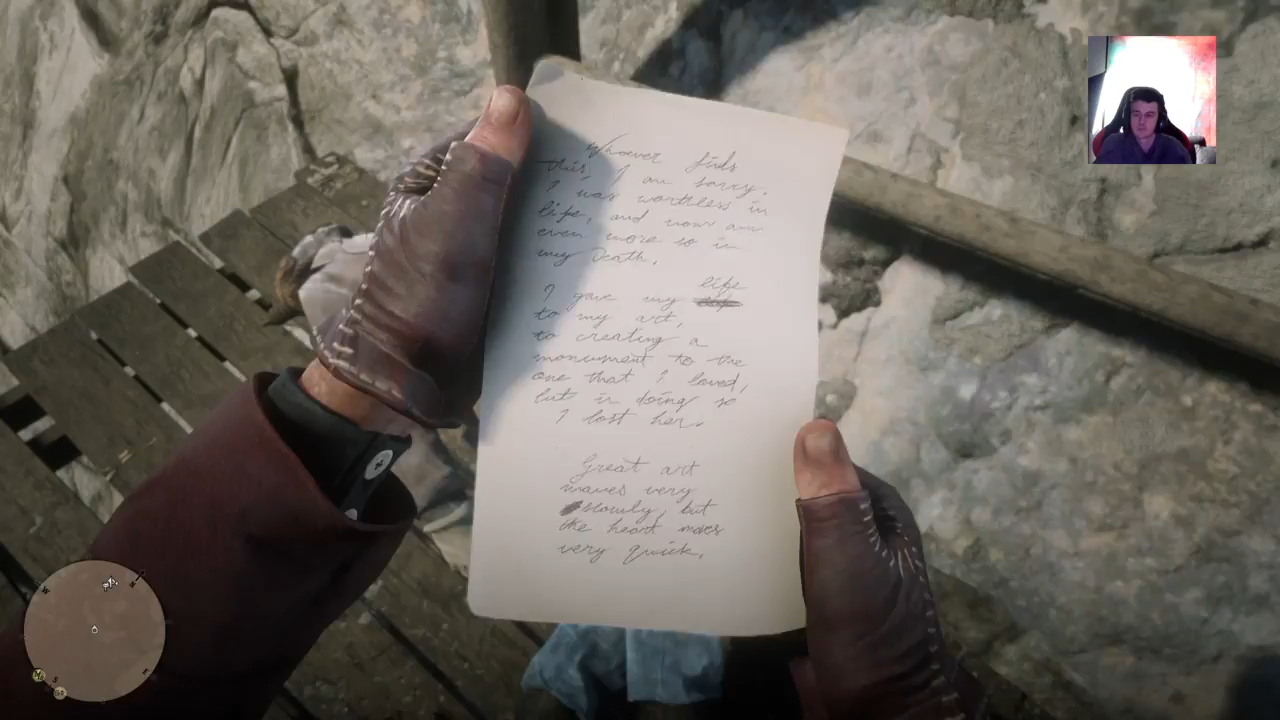 Whoever finds
this, I am sorry.
I was worthless in
life, and now am
even more so in
my Death.
life
I gave my
to my art,
to creating a
monument to the
one that I loved,
but in doing so
I lost her.
Great art
moves very
slowly, but
the heart moves
very quick.